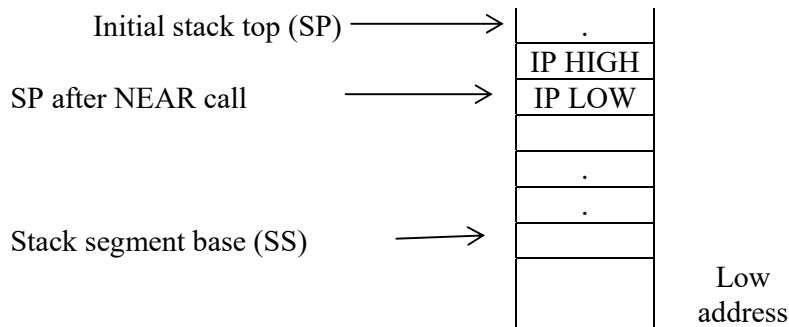 Initial stack top (SP)
.
IP HIGH
SP after NEAR call
IP LOW
.
.
Stack segment base (SS)
Low
address